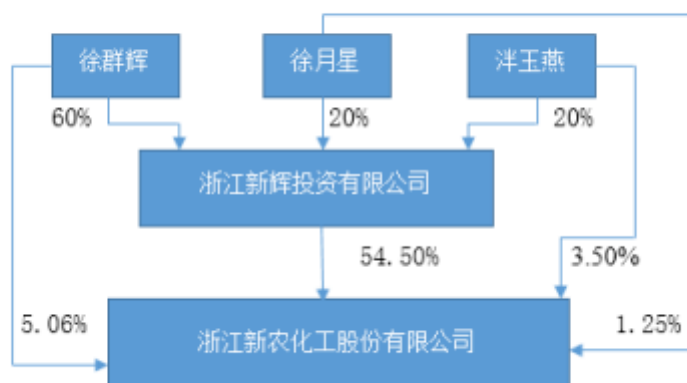 徐群辉
徐月星
泮玉燕
60%
20%
20%
浙江新辉投资有限公司
54.50%
3.50%
5.06%
1.25%
浙江新农化工股份有限公司